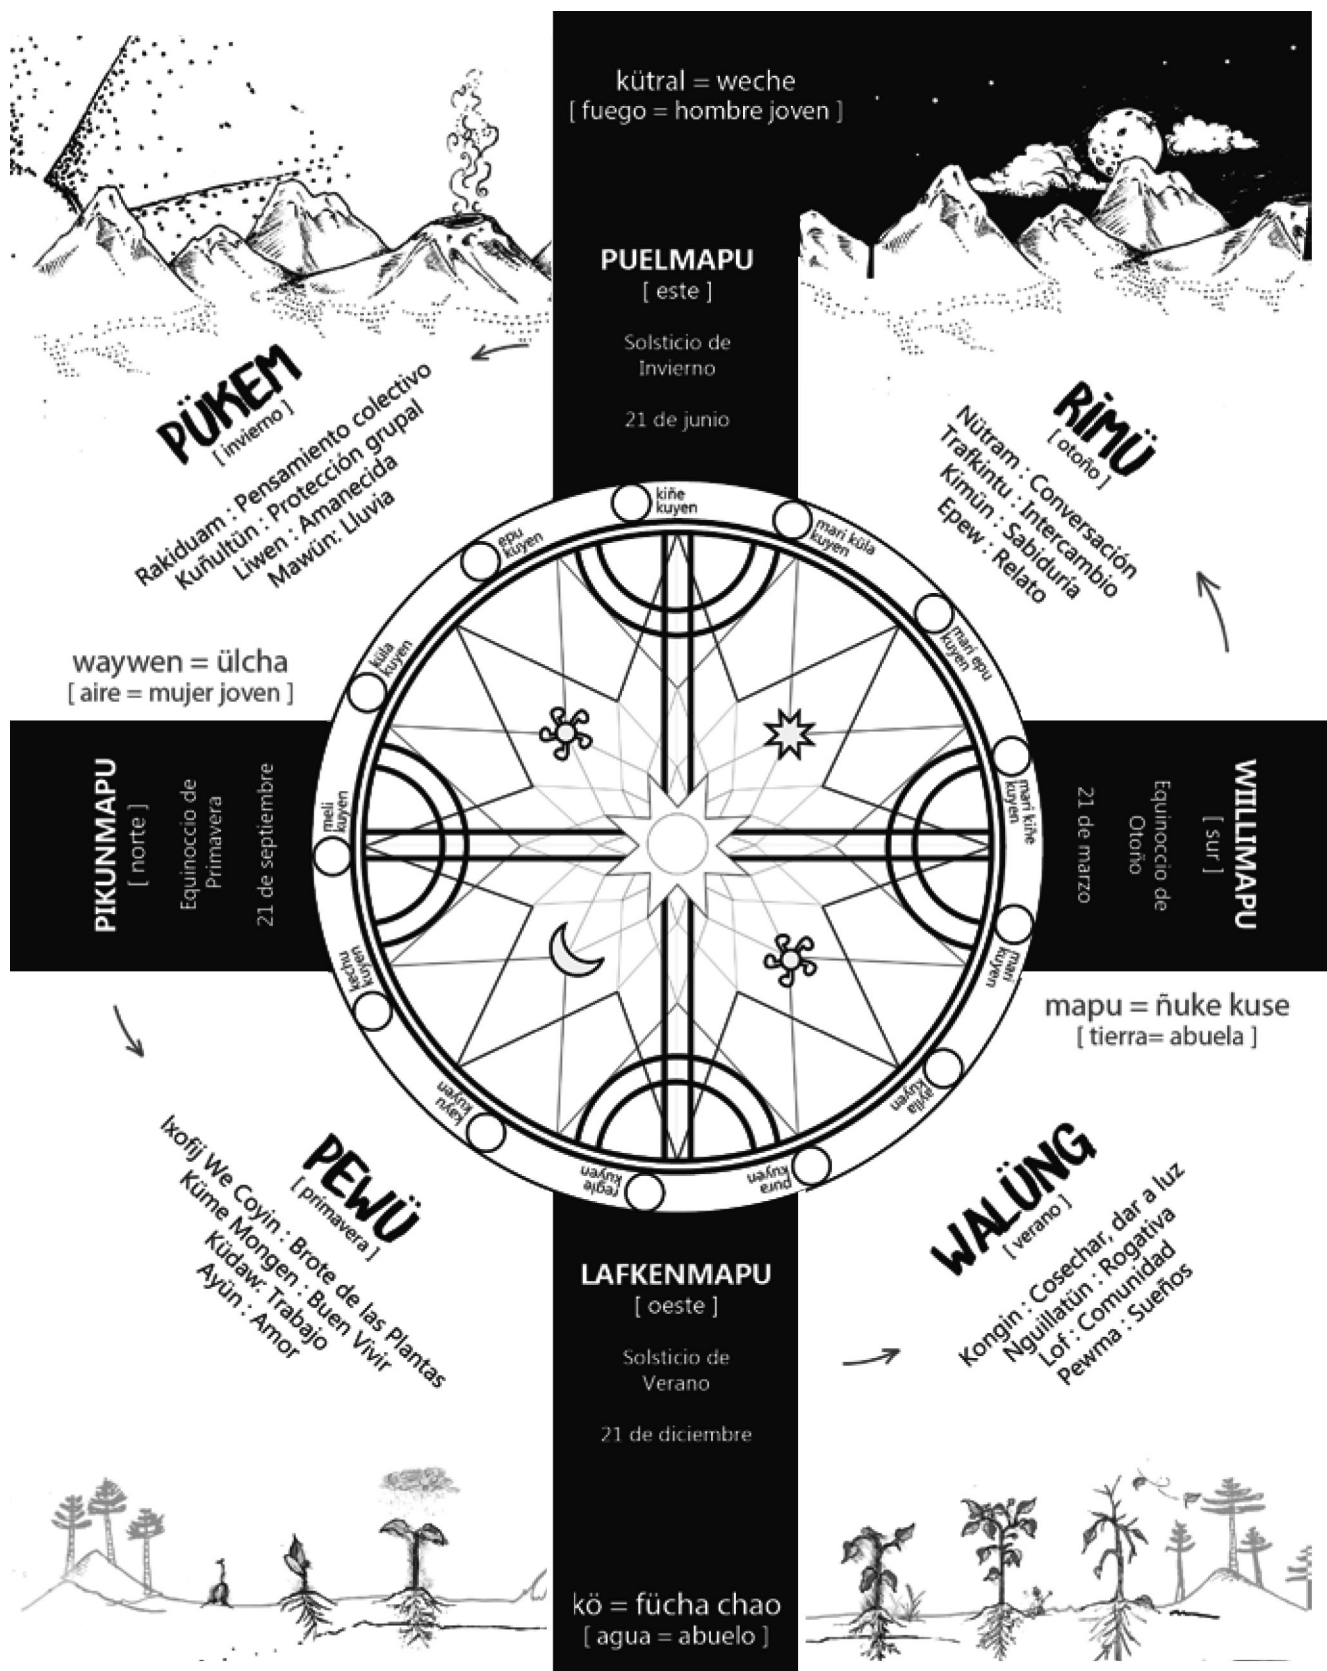 kütral = weche
[ fuego = hombre joven ]
PUELMAPU
[ este ]
Solsticio de
Invierno
21 de junio
PÜKEM
[ invierno ]
Rakiduam : Pensamiento colectivo
Kuñultün : Protección grupal
Liwen : Amanecida
Mawün: Lluvia
RİMÜ
[ otoño ]
Nütram : Conversación
Trafkintu : Intercambio
Kimün : Sabiduría
Epew : Relato
kiñe
kuyen
epu
kuyen
küla
kuyen
meli
kuyen
kechu
kuyen
kayu
kuyen
regle
kuyen
pura
kuyen
aylla
kuyen
mari
kuyen
mari kiñe
kuyen
mari epu
kuyen
mari küla
kuyen
waywen = ülcha
[ aire = mujer joven ]
PIKUNMAPU
[ norte ]
Equinoccio de
Primavera
21 de septiembre
WIILLIMAPU
[ sur ]
Equinoccio de
Otoño
21 de marzo
mapu = ñuke kuse
[ tierra= abuela ]
PEWÜ
[ primavera ]
Ixofij We Coyin : Brote de las Plantas
Küme Mongen : Buen Vivir
Küdaw: Trabajo
Ayün : Amor
WALÜNG
[ verano ]
Kongin : Cosechar, dar a luz
Nguillatün : Rogativa
Lof : Comunidad
Pewma : Sueños
LAFKENMAPU
[ oeste ]
Solsticio de
Verano
21 de diciembre
kö = fücha chao
[ agua = abuelo ]